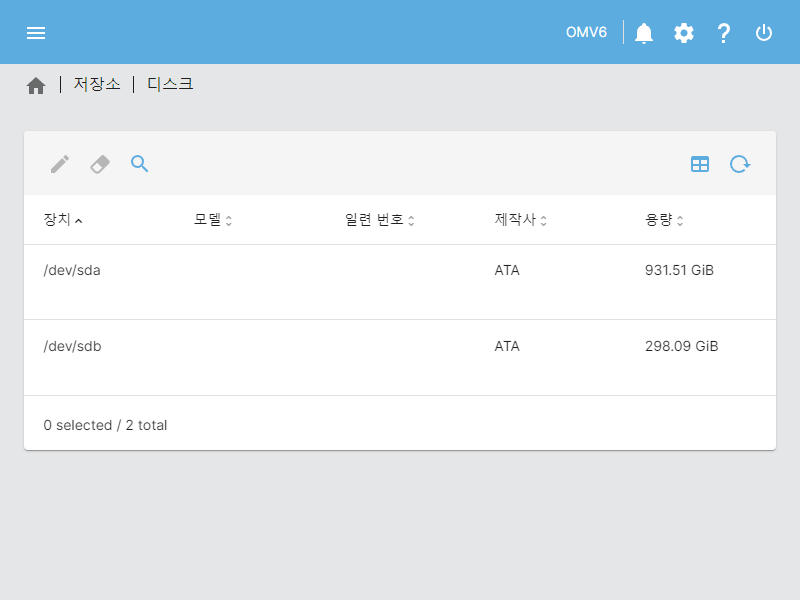 OMV6
저장소 | 디스크
장치 모델 일련 번호 제작사 용량
/dev/sda ATA 931.51 GiB
/dev/sdb ATA 298.09 GiB
0 selected / 2 total